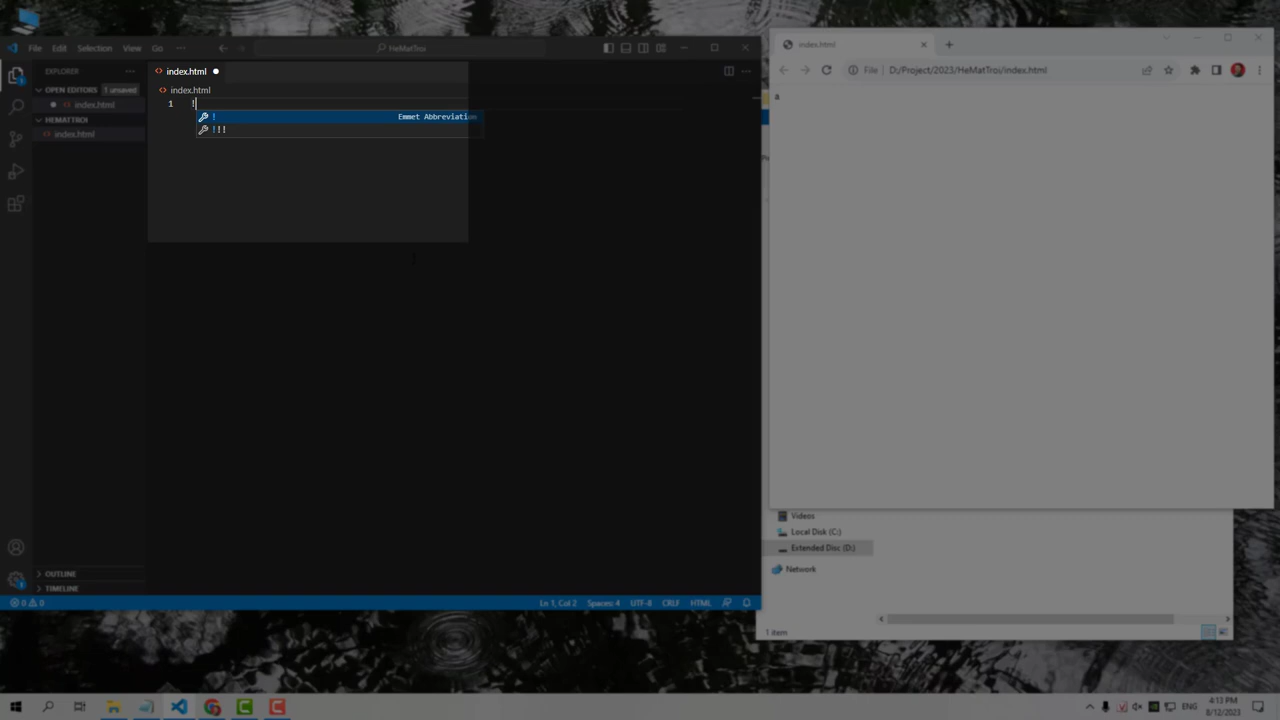 File Edit Selection View Go ··· HeMatTroi
EXPLORER ···
OPEN EDITORS 1 unsaved
index.html
HEMATTROI
index.html
index.html
index.html
1 !
! Emmet Abbreviation
!!!
OUTLINE
TIMELINE
0 0
Ln 1, Col 2 Spaces: 4 UTF-8 CRLF HTML
index.html
File D:/Project/2023/HeMatTroi/index.html
a
Videos
Local Disk (C:)
Extended Disc (D:)
Network
1 item
ENG
4:13 PM
8/12/2023